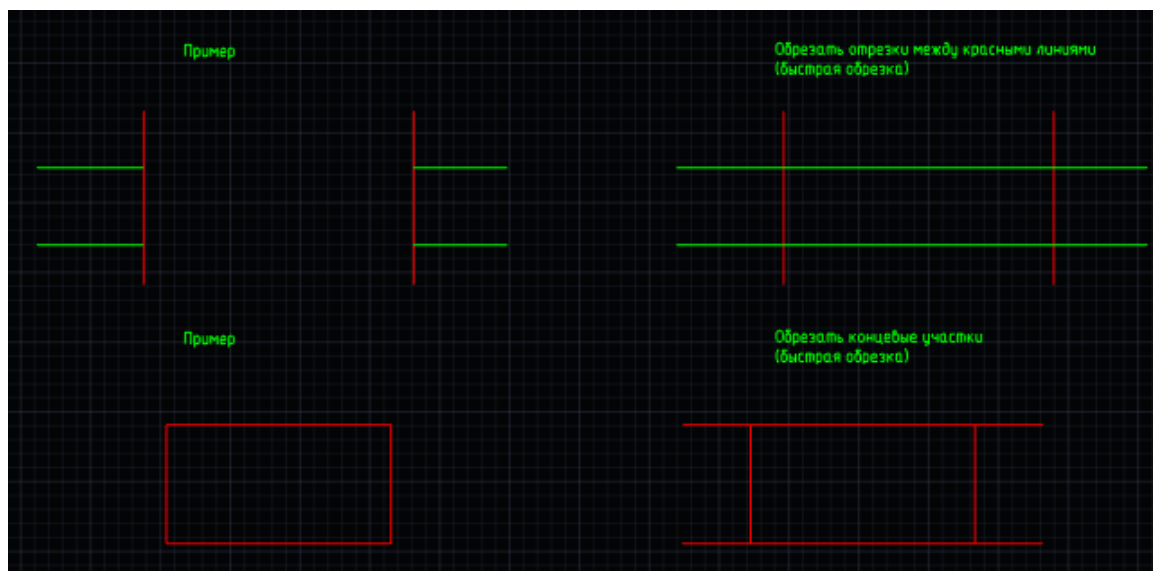 Пример
Обрезать отрезки между красными линиями
(быстрая обрезка)
Пример
Обрезать концевые участки
(быстрая обрезка)